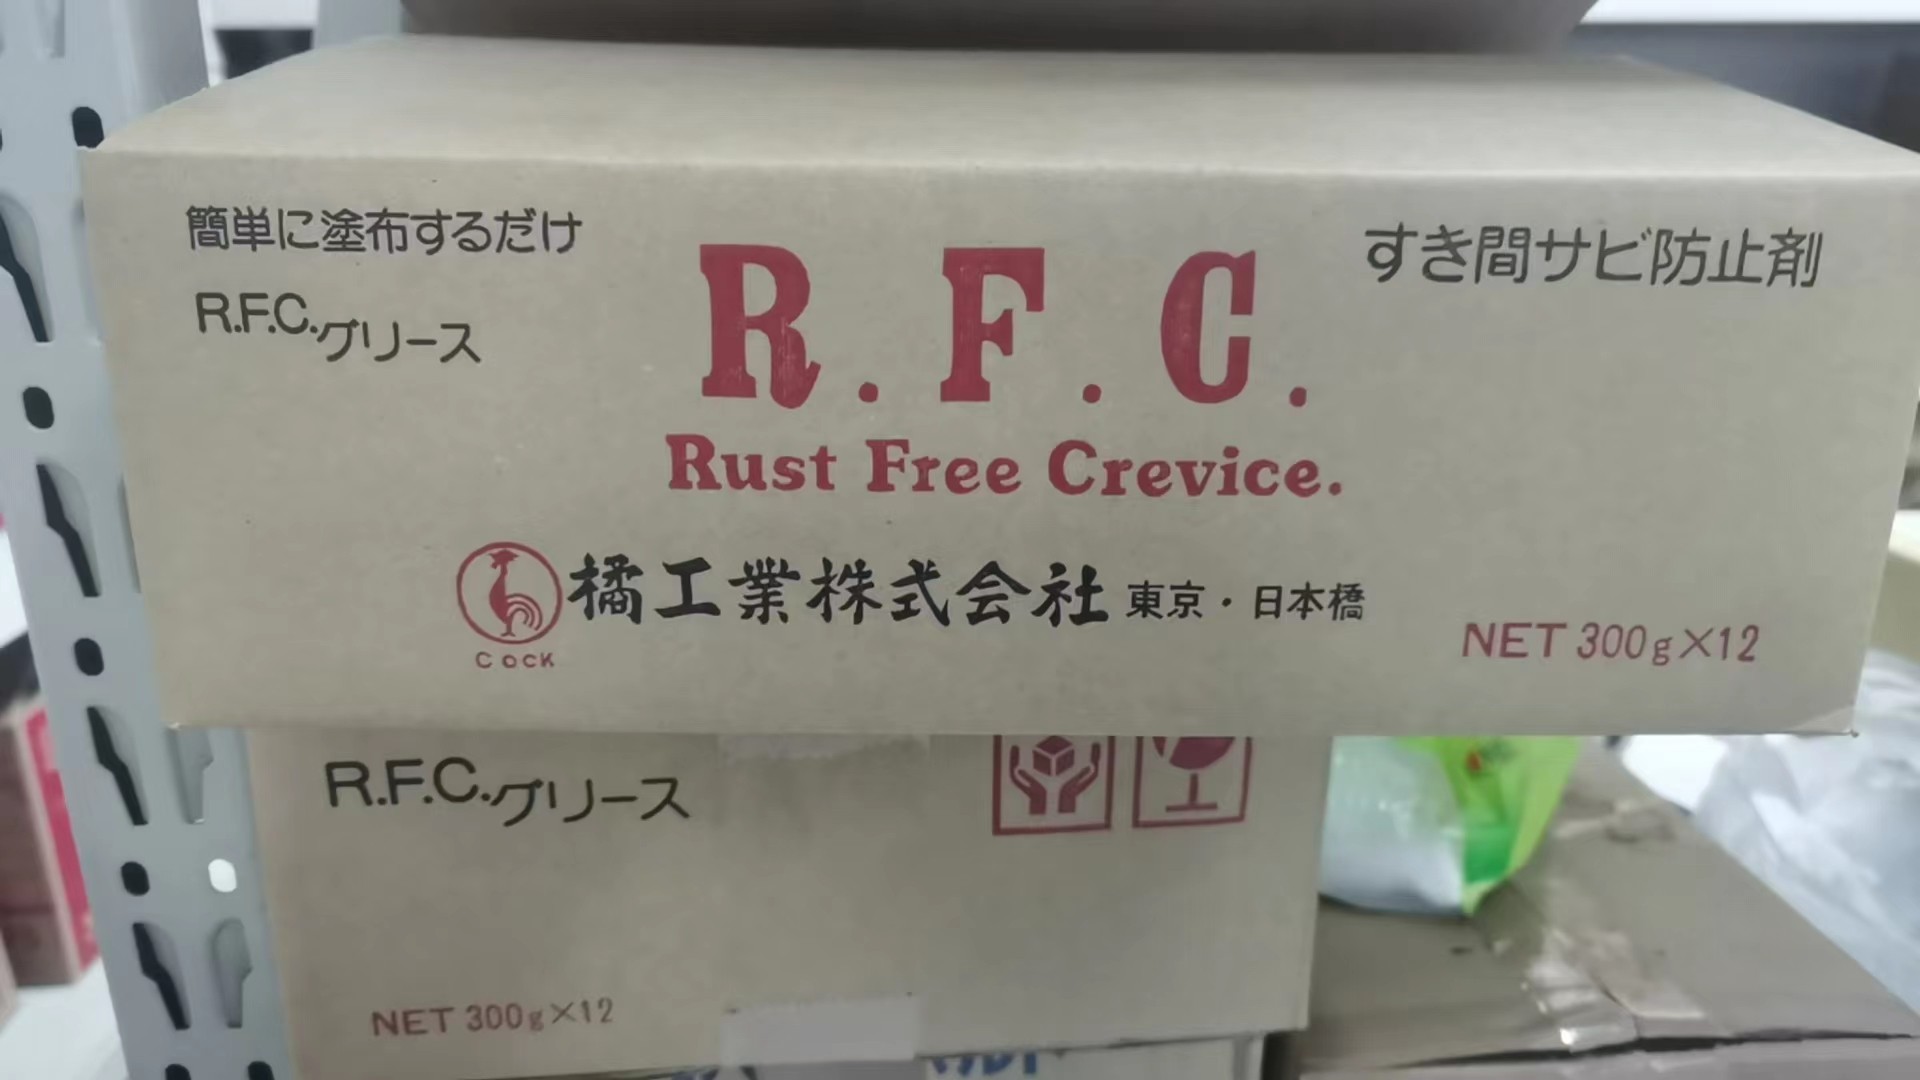 簡単に塗布するだけ
R.F.C.グリース
R.F.C.
Rust Free Crevice.
すき間サビ防止剤
COCK
橘工業株式会社 東京・日本橋
NET 300g×12
R.F.C.グリース
NET 300g×12